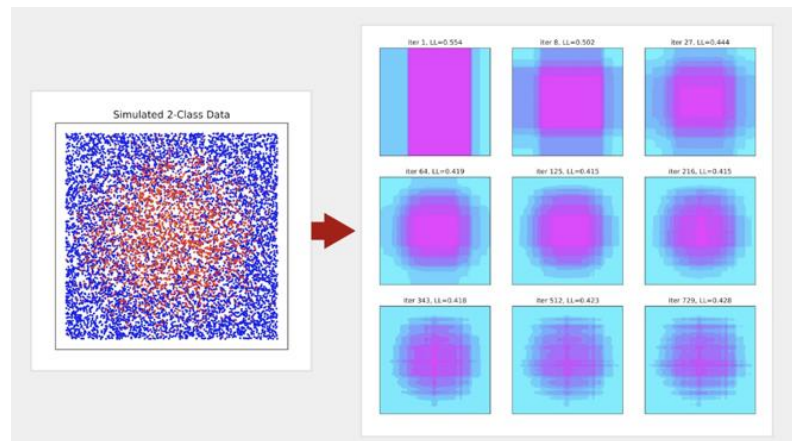 Simulated 2-Class Data
iter 1, LL=0.554
iter 8, LL=0.502
iter 27, LL=0.444
iter 64, LL=0.419
iter 125, LL=0.415
iter 216, LL=0.415
iter 343, LL=0.418
iter 512, LL=0.423
iter 729, LL=0.428